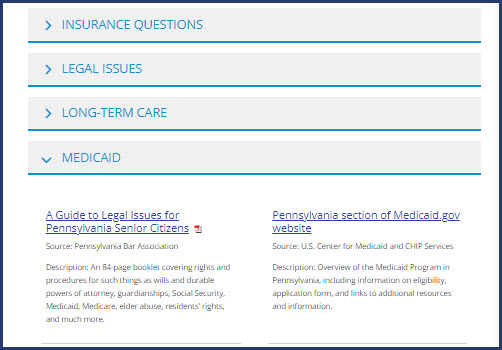 INSURANCE QUESTIONS
LEGAL ISSUES
LONG-TERM CARE
MEDICAID
A Guide to Legal Issues for
Pennsylvania Senior Citizens
Source: Pennsylvania Bar Association
Description: An 84-page booklet covering rights and
procedures for such things as wills and durable
powers of attorney, guardianships, Social Security,
Medicaid, Medicare, elder abuse, residents' rights,
and much more.
Pennsylvania section of Medicaid.gov
website
Source: U.S. Center for Medicaid and CHIP Services
Description: Overview of the Medicaid Program in
Pennsylvania, including information on eligibility,
application form, and links to additional resources
and information.